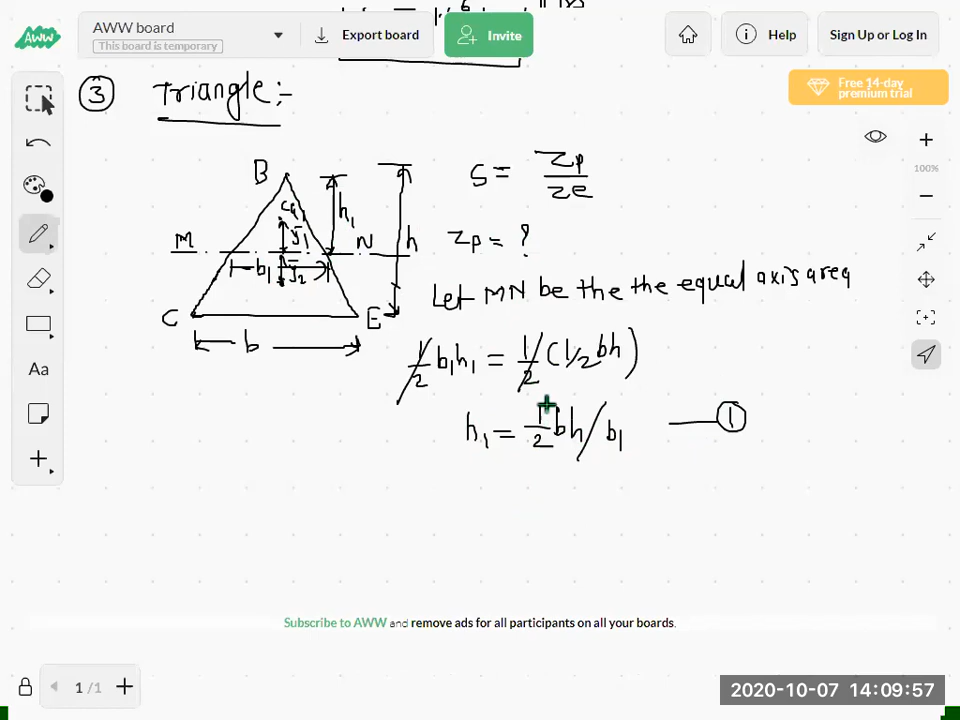 AWW
AWW board
This board is temporary
Export board
Invite
Help
Sign Up or Log In
Free 14-day
premium trial
100%
③ Triangle :-
B
h₁
h
M
N
b₁
ȳ₁
ȳ₂
C
E
b
S = Zp/Ze
Zp = ?
Let MN be the the equal axis area
1/2 b₁h₁ = 1/2 (1/2 bh)
h₁ = 1/2 bh / b₁ —— ①
Aa
Subscribe to AWW and remove ads for all participants on all your boards.
1 /1
2020-10-07 14:09:57